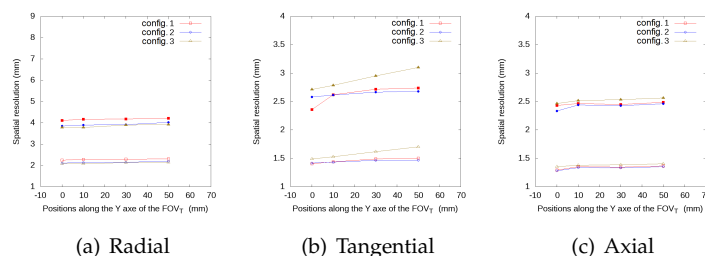 9
8
7
6
5
4
3
2
1
-10 0 10 20 30 40 50 60 70
Spatial resolution (mm)
Positions along the Y axe of the FOVT (mm)
config. 1
config. 2
config. 3
(a) Radial
4
3.5
3
2.5
2
1.5
1
-10 0 10 20 30 40 50 60 70
Spatial resolution (mm)
Positions along the Y axe of the FOVT (mm)
config. 1
config. 2
config. 3
(b) Tangential
4
3.5
3
2.5
2
1.5
1
-10 0 10 20 30 40 50 60 70
Spatial resolution (mm)
Positions along the Y axe of the FOVT (mm)
config. 1
config. 2
config. 3
(c) Axial